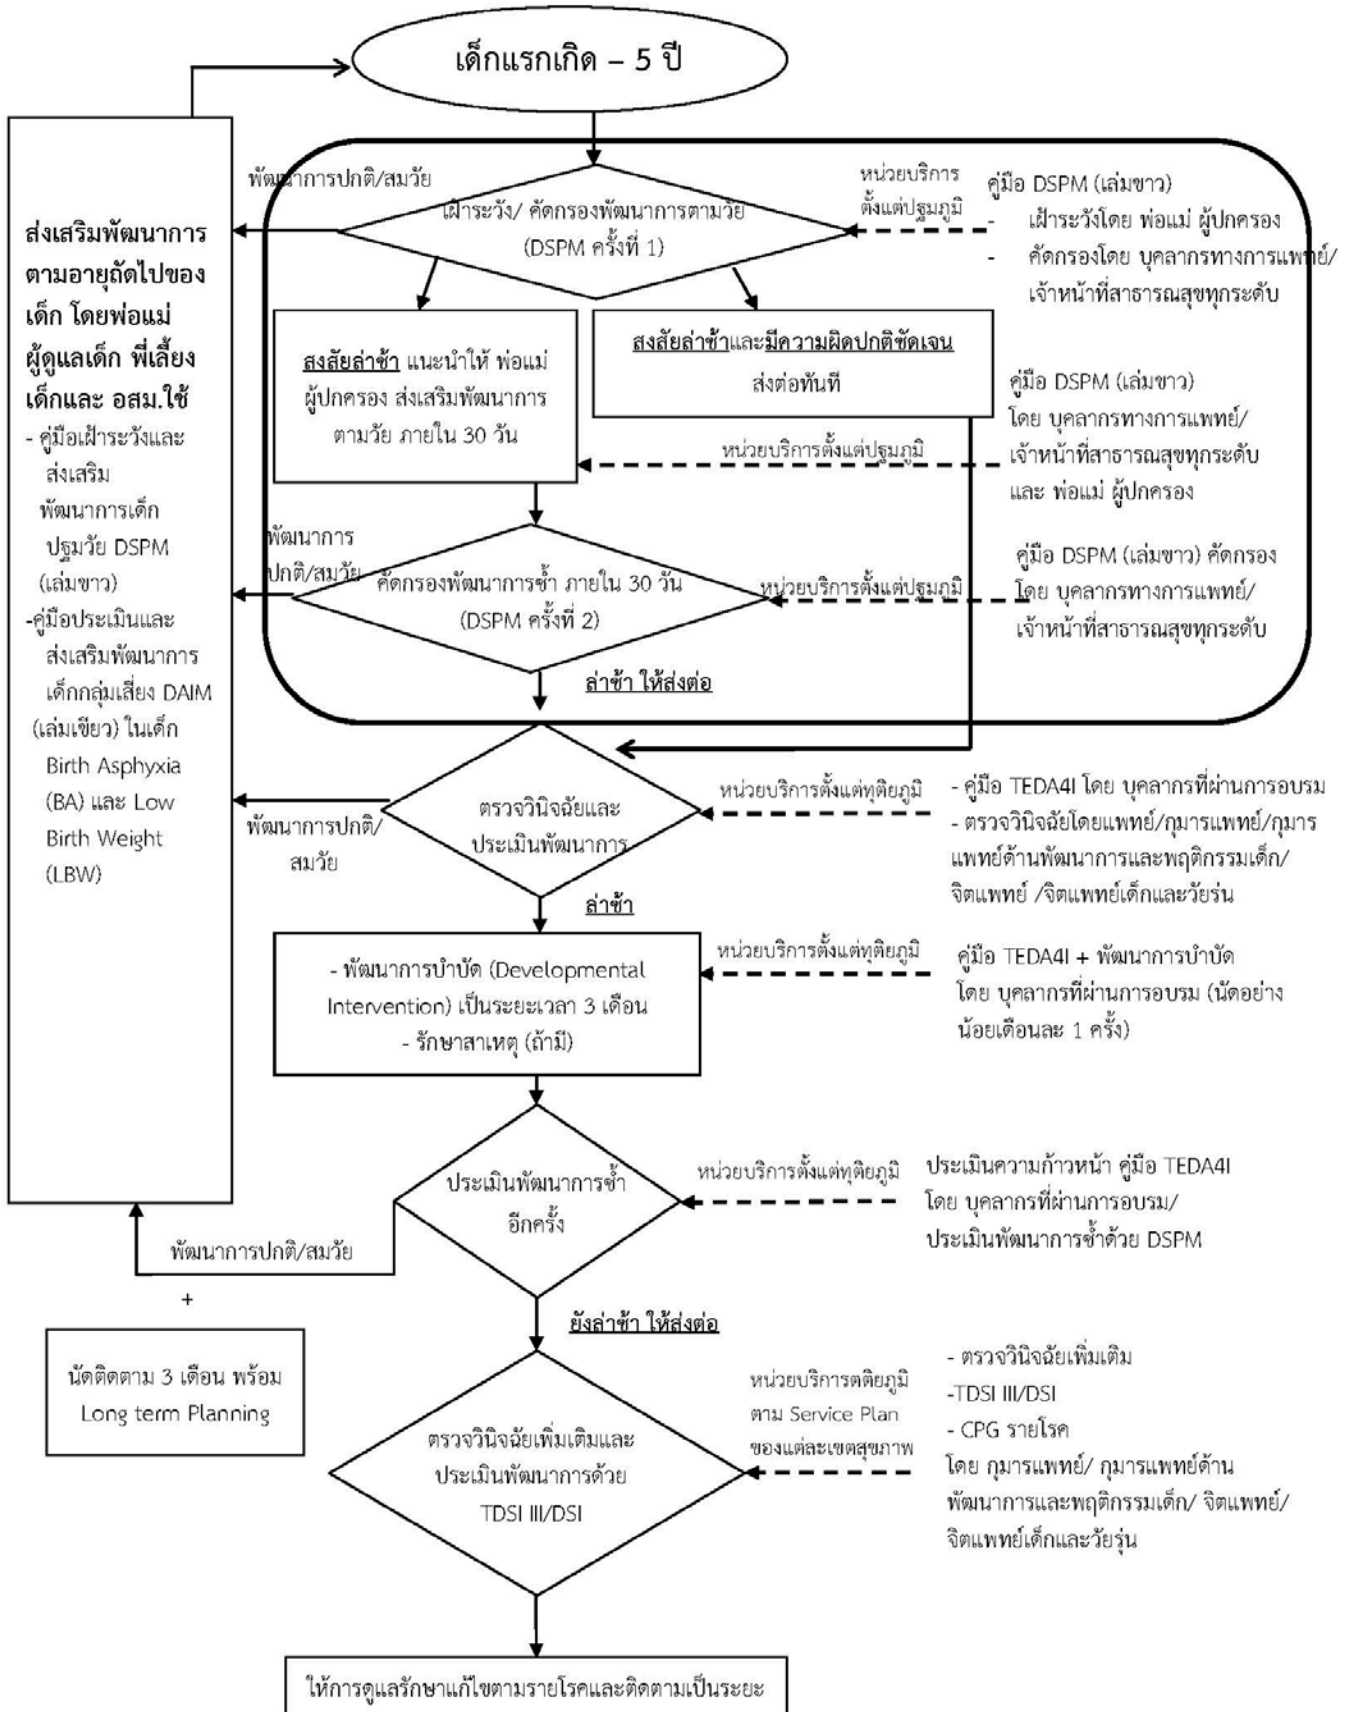 เด็กแรกเกิด – 5 ปี
พัฒนาการปกติ/สมวัย
เฝ้าระวัง/ คัดกรองพัฒนาการตามวัย
(DSPM ครั้งที่ 1)
หน่วยบริการ
ตั้งแต่ปฐมภูมิ
คู่มือ DSPM (เล่มขาว)
- เฝ้าระวังโดย พ่อแม่ ผู้ปกครอง
- คัดกรองโดย บุคลากรทางการแพทย์/
เจ้าหน้าที่สาธารณสุขทุกระดับ
ส่งเสริมพัฒนาการ
ตามอายุถัดไปของ
เด็ก โดยพ่อแม่
ผู้ดูแลเด็ก พี่เลี้ยง
เด็กและ อสม.ใช้
- คู่มือเฝ้าระวังและ
ส่งเสริม
พัฒนาการเด็ก
ปฐมวัย DSPM
(เล่มขาว)
-คู่มือประเมินและ
ส่งเสริมพัฒนาการ
เด็กกลุ่มเสี่ยง DAIM
(เล่มเขียว) ในเด็ก
Birth Asphyxia
(BA) และ Low
Birth Weight
(LBW)
สงสัยล่าช้า แนะนำให้ พ่อแม่
ผู้ปกครอง ส่งเสริมพัฒนาการ
ตามวัย ภายใน 30 วัน
สงสัยล่าช้าและมีความผิดปกติชัดเจน
ส่งต่อทันที
หน่วยบริการตั้งแต่ปฐมภูมิ
คู่มือ DSPM (เล่มขาว)
โดย บุคลากรทางการแพทย์/
เจ้าหน้าที่สาธารณสุขทุกระดับ
และ พ่อแม่ ผู้ปกครอง
พัฒนาการ
ปกติ/สมวัย
คัดกรองพัฒนาการซ้ำ ภายใน 30 วัน
(DSPM ครั้งที่ 2)
หน่วยบริการตั้งแต่ปฐมภูมิ
คู่มือ DSPM (เล่มขาว) คัดกรอง
โดย บุคลากรทางการแพทย์/
เจ้าหน้าที่สาธารณสุขทุกระดับ
ล่าช้า ให้ส่งต่อ
พัฒนาการปกติ/
สมวัย
ตรวจวินิจฉัยและ
ประเมินพัฒนาการ
หน่วยบริการตั้งแต่ทุติยภูมิ
- คู่มือ TEDA4I โดย บุคลากรที่ผ่านการอบรม
- ตรวจวินิจฉัยโดยแพทย์/กุมารแพทย์/กุมาร
แพทย์ด้านพัฒนาการและพฤติกรรมเด็ก/
จิตแพทย์ /จิตแพทย์เด็กและวัยรุ่น
ล่าช้า
- พัฒนาการบำบัด (Developmental
Intervention) เป็นระยะเวลา 3 เดือน
- รักษาสาเหตุ (ถ้ามี)
หน่วยบริการตั้งแต่ทุติยภูมิ
คู่มือ TEDA4I + พัฒนาการบำบัด
โดย บุคลากรที่ผ่านการอบรม (นัดอย่าง
น้อยเดือนละ 1 ครั้ง)
ประเมินพัฒนาการซ้ำ
อีกครั้ง
หน่วยบริการตั้งแต่ทุติยภูมิ
ประเมินความก้าวหน้า คู่มือ TEDA4I
โดย บุคลากรที่ผ่านการอบรม/
ประเมินพัฒนาการซ้ำด้วย DSPM
พัฒนาการปกติ/สมวัย
+
นัดติดตาม 3 เดือน พร้อม
Long term Planning
ยังล่าช้า ให้ส่งต่อ
ตรวจวินิจฉัยเพิ่มเติมและ
ประเมินพัฒนาการด้วย
TDSI III/DSI
หน่วยบริการตติยภูมิ
ตาม Service Plan
ของแต่ละเขตสุขภาพ
- ตรวจวินิจฉัยเพิ่มเติม
-TDSI III/DSI
- CPG รายโรค
โดย กุมารแพทย์/ กุมารแพทย์ด้าน
พัฒนาการและพฤติกรรมเด็ก/ จิตแพทย์/
จิตแพทย์เด็กและวัยรุ่น
ให้การดูแลรักษาแก้ไขตามรายโรคและติดตามเป็นระยะ